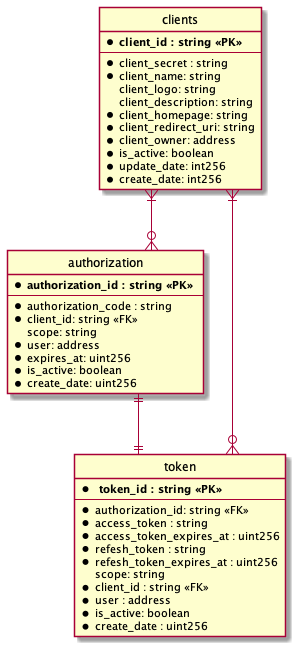 clients
client_id : string «PK»
client_secret : string
client_name: string
client_logo: string
client_description: string
client_homepage: string
client_redirect_uri: string
client_owner: address
is_active: boolean
update_date: int256
create_date: int256
authorization
authorization_id : string «PK»
authorization_code : string
client_id: string «FK»
scope: string
user: address
expires_at: uint256
is_active: boolean
create_date: uint256
token
token_id : string «PK»
authorization_id: string «FK»
access_token : string
access_token_expires_at : uint256
refesh_token : string
refesh_token_expires_at : uint256
scope: string
client_id : string «FK»
user : address
is_active: boolean
create_date : uint256